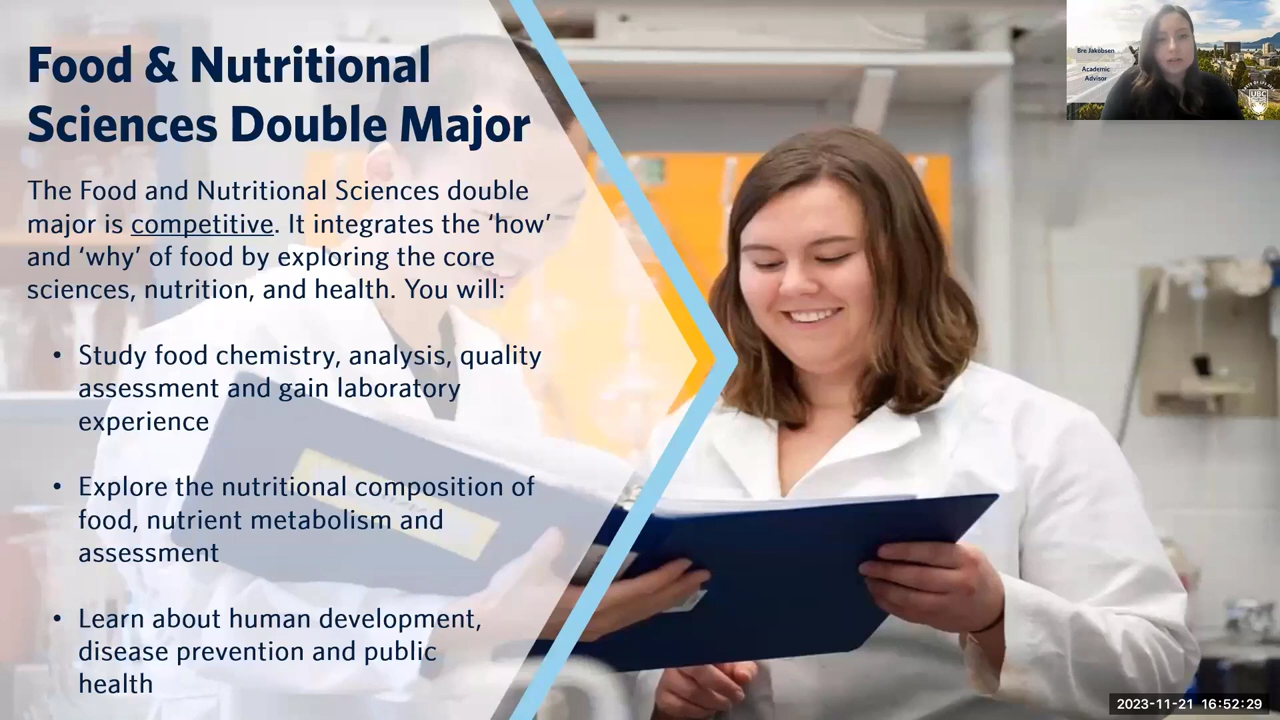 Food & Nutritional
Sciences Double Major
The Food and Nutritional Sciences double
major is competitive. It integrates the ‘how’
and ‘why’ of food by exploring the core
sciences, nutrition, and health. You will:
• Study food chemistry, analysis, quality
assessment and gain laboratory
experience
• Explore the nutritional composition of
food, nutrient metabolism and
assessment
• Learn about human development,
disease prevention and public
health
Bre Jakobsen
Academic
Advisor
UBC
2023-11-21 16:52:29